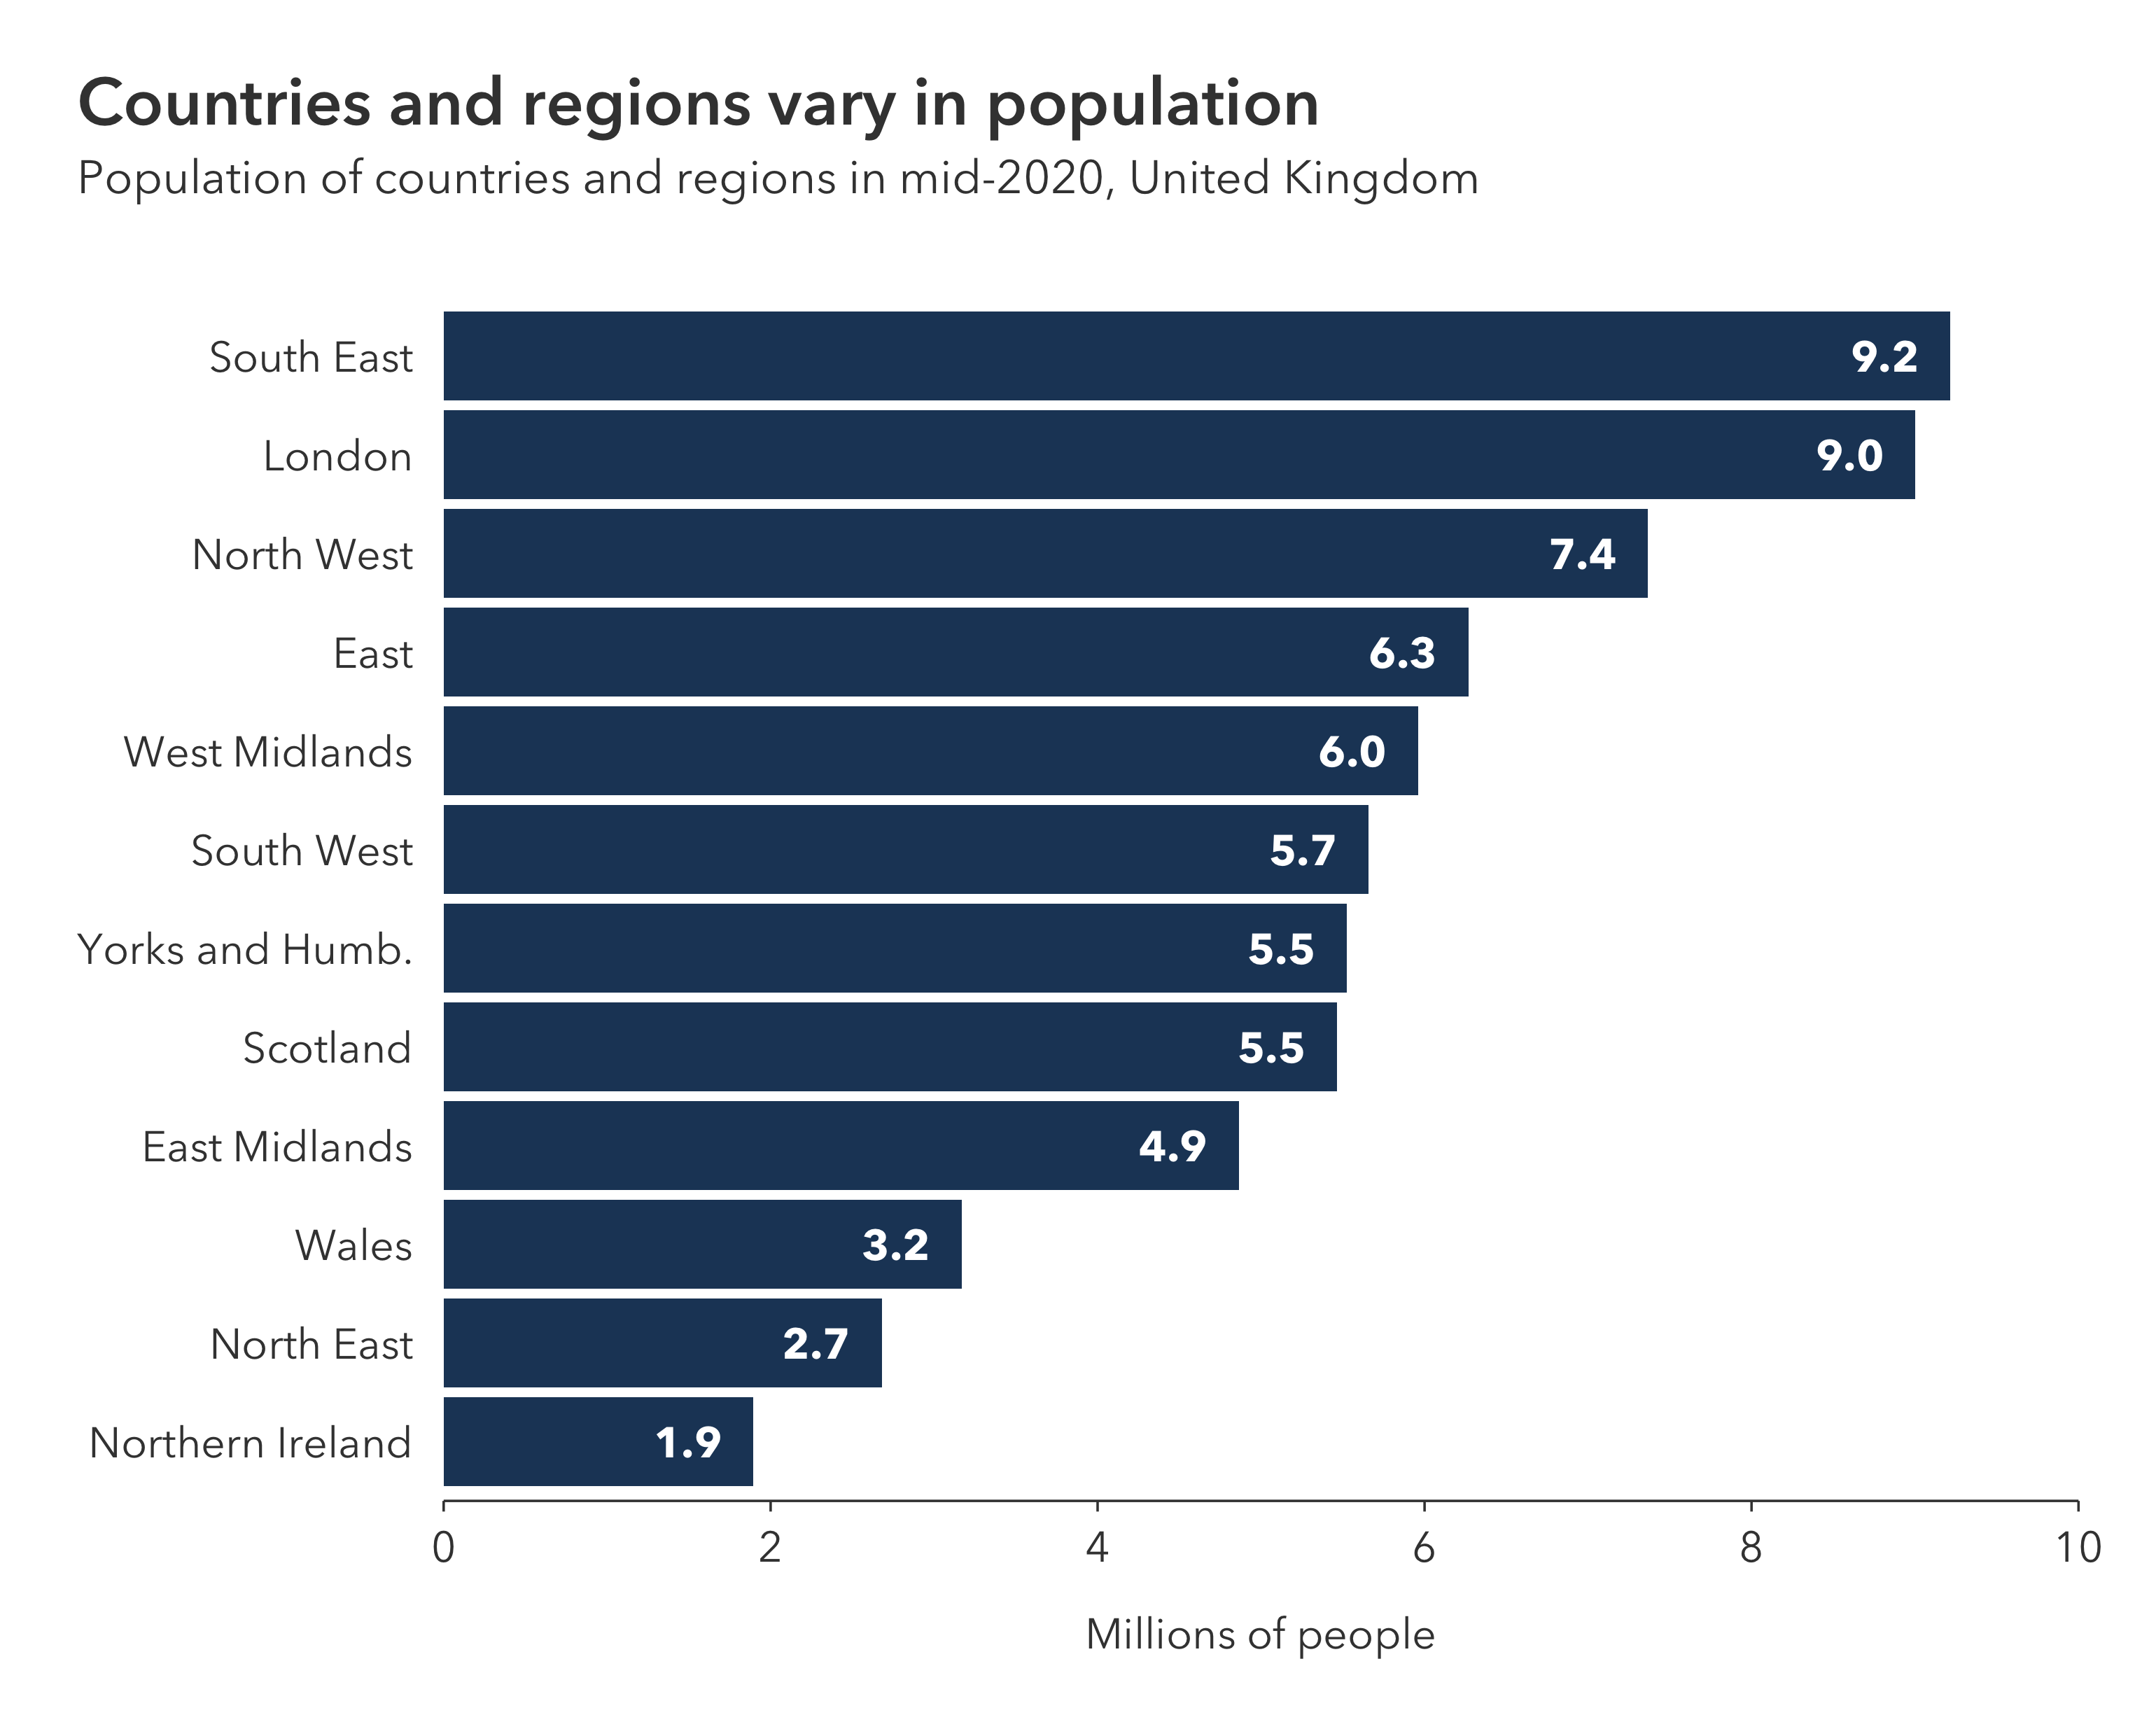 Countries and regions vary in population
Population of countries and regions in mid-2020, United Kingdom
South East 9.2
London 9.0
North West 7.4
East 6.3
West Midlands 6.0
South West 5.7
Yorks and Humb. 5.5
Scotland 5.5
East Midlands 4.9
Wales 3.2
North East 2.7
Northern Ireland 1.9
0 2 4 6 8 10
Millions of people